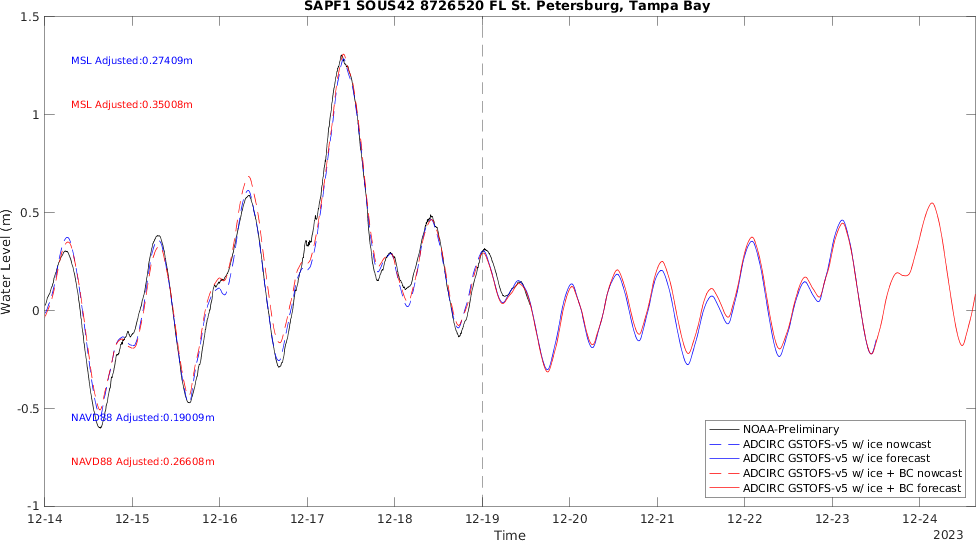 SAPF1 SOUS42 8726520 FL St. Petersburg, Tampa Bay
1.5
MSL Adjusted:0.27409m
MSL Adjusted:0.35008m
1
0.5
Water Level (m)
0
-0.5
NAVD88 Adjusted:0.19009m
NAVD88 Adjusted:0.26608m
NOAA-Preliminary
ADCIRC GSTOFS-v5 w/ ice nowcast
ADCIRC GSTOFS-v5 w/ ice forecast
ADCIRC GSTOFS-v5 w/ ice + BC nowcast
ADCIRC GSTOFS-v5 w/ ice + BC forecast
-1
12-14 12-15 12-16 12-17 12-18 12-19 12-20 12-21 12-22 12-23 12-24
Time
2023